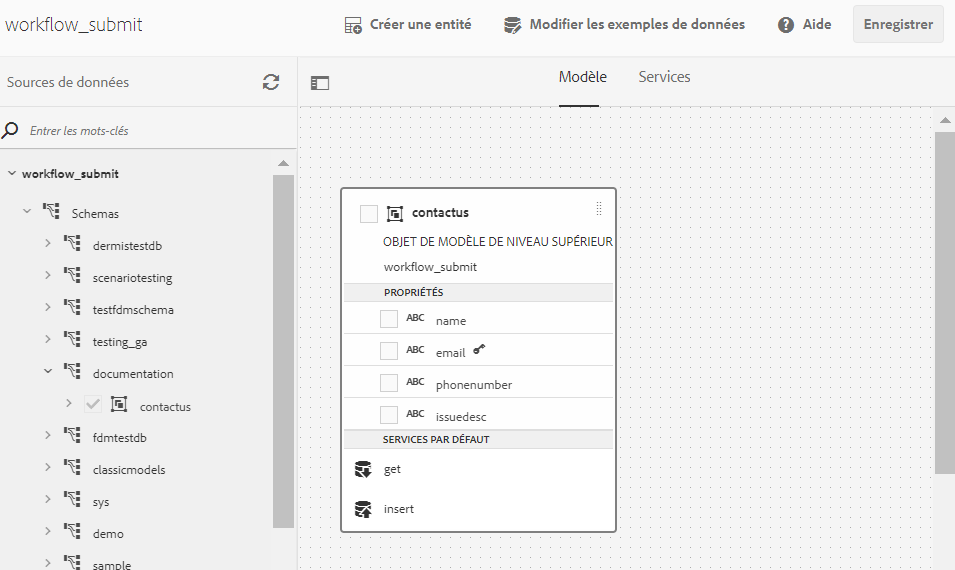 workflow_submit
Créer une entité
Modifier les exemples de données
Aide
Enregistrer
Sources de données
Modèle
Services
Entrer les mots-clés
workflow_submit
Schemas
dermistestdb
scenariotesting
testfdmschema
testing_ga
documentation
contactus
fdmtestdb
classicmodels
sys
demo
sample
contactus
OBJET DE MODÈLE DE NIVEAU SUPÉRIEUR
workflow_submit
PROPRIÉTÉS
ABC name
ABC email
ABC phonenumber
ABC issuedesc
SERVICES PAR DÉFAUT
get
insert